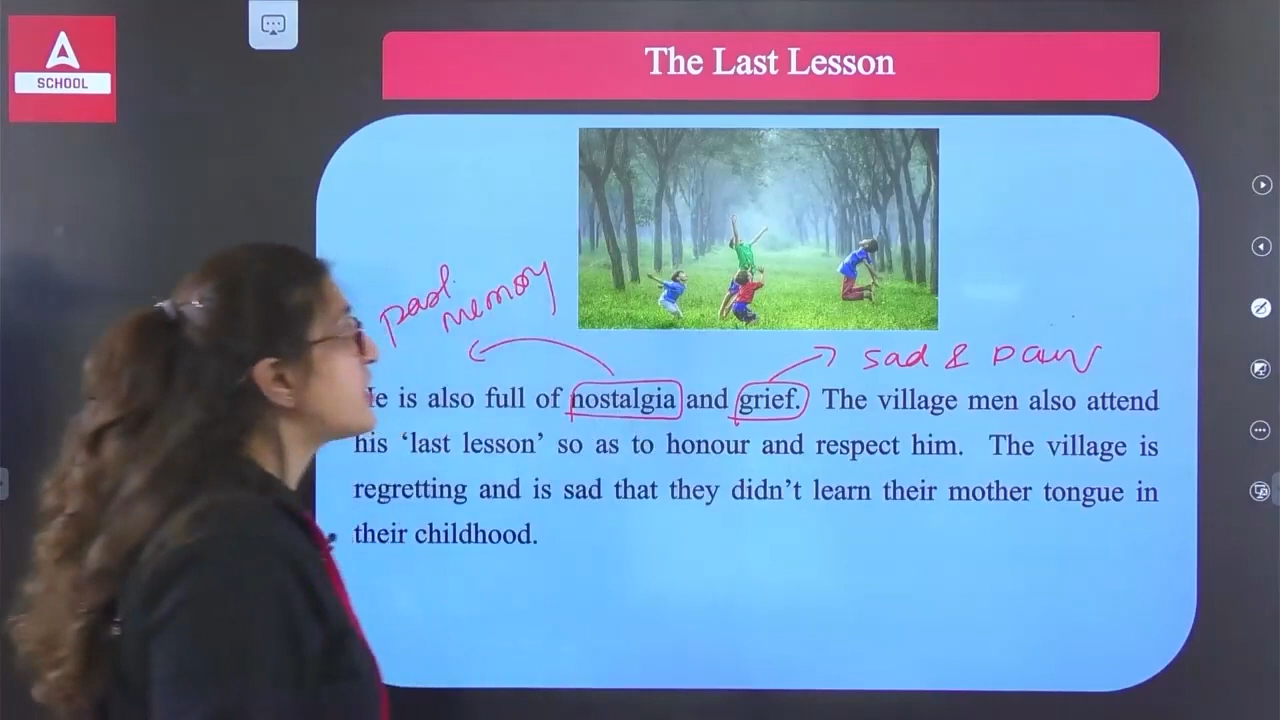 SCHOOL
The Last Lesson
past
memory
sad & pain
He is also full of nostalgia and grief. The village men also attend
his ‘last lesson’ so as to honour and respect him. The village is
regretting and is sad that they didn’t learn their mother tongue in
their childhood.